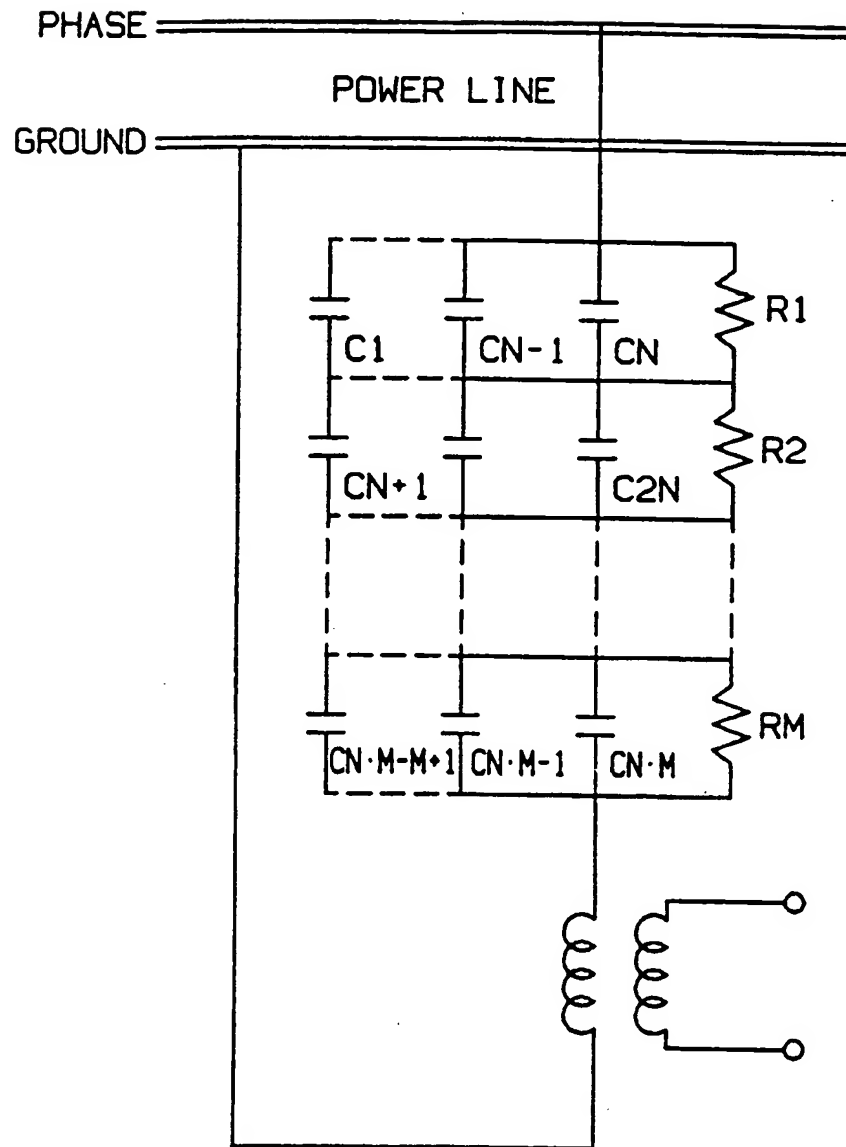 PHASE
POWER LINE
GROUND
R1
C1 CN-1 CN
R2
CN+1 C2N
RM
CN·M-M+1 CN·M-1 CN·M